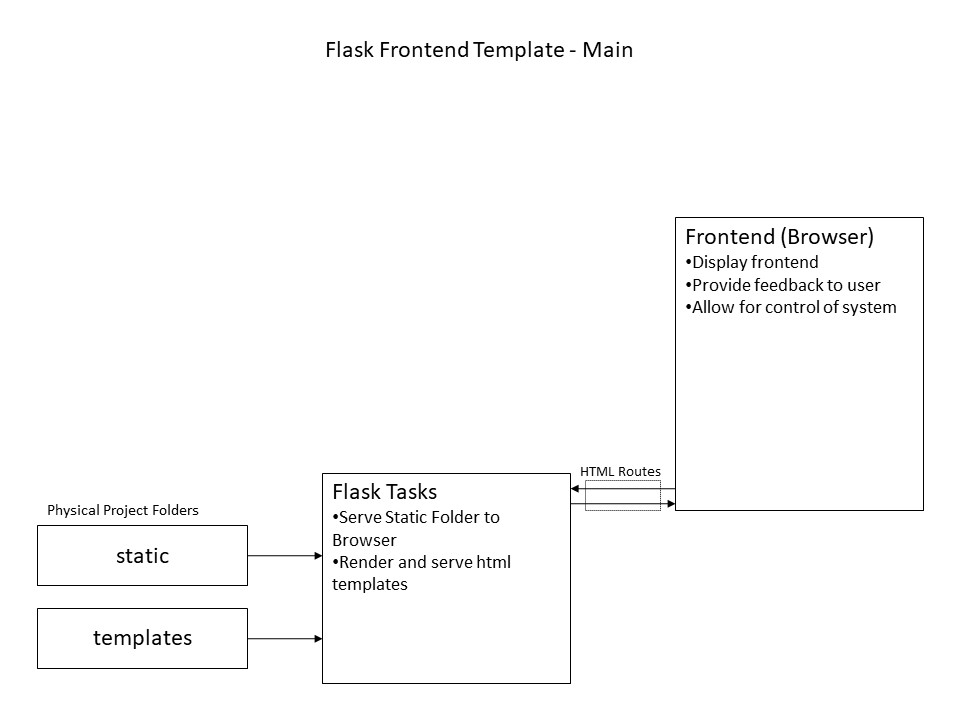 Flask Frontend Template - Main
Frontend (Browser)
•Display frontend
•Provide feedback to user
•Allow for control of system
HTML Routes
Flask Tasks
•Serve Static Folder to
Browser
•Render and serve html
templates
Physical Project Folders
static
templates